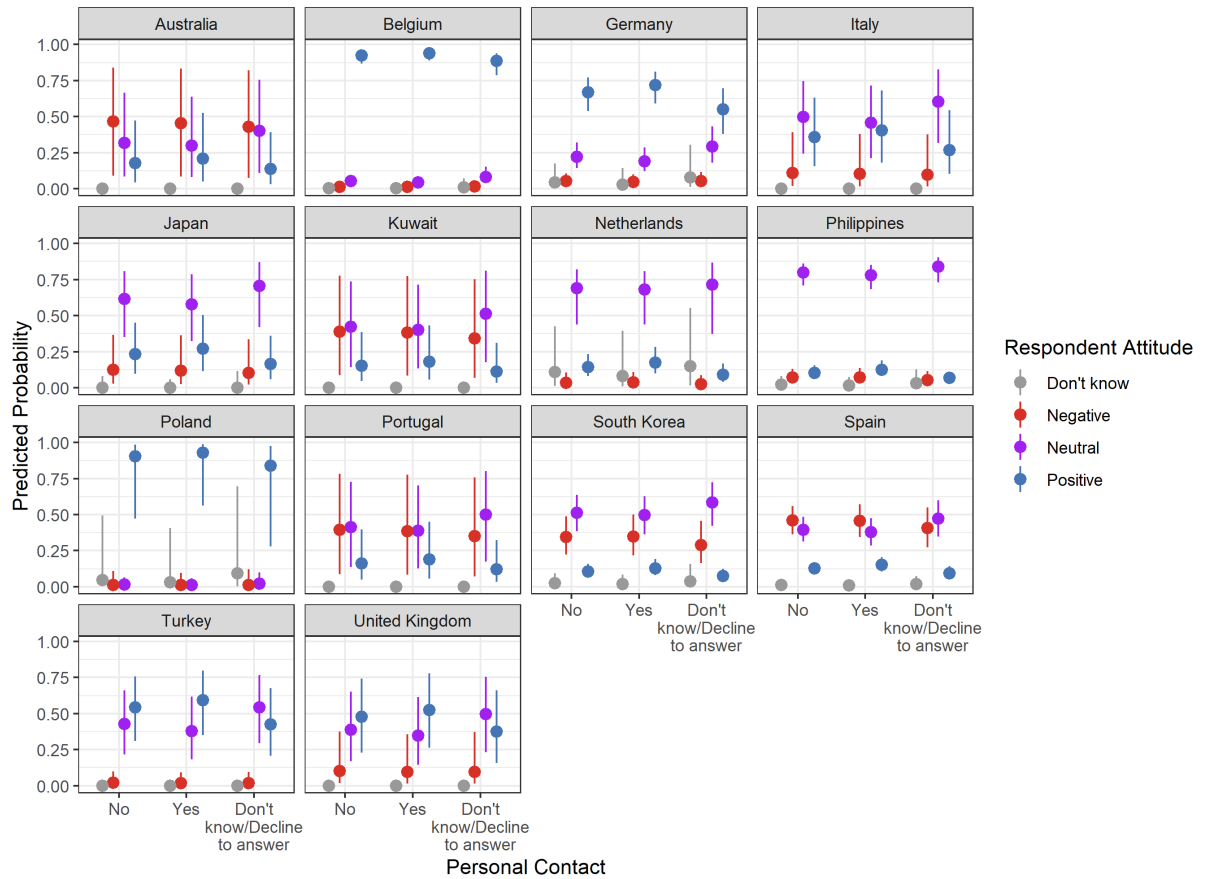 Australia Belgium Germany Italy
1.00
0.75
0.50
0.25
0.00
Japan Kuwait Netherlands Philippines
1.00
0.75
0.50
0.25
0.00
Poland Portugal South Korea Spain
1.00
0.75
0.50
0.25
0.00
No Yes Don't No Yes Don't
know/Decline know/Decline
to answer to answer
Turkey United Kingdom
1.00
0.75
0.50
0.25
0.00
No Yes Don't No Yes Don't
know/Decline know/Decline
to answer to answer
Personal Contact
Predicted Probability
Respondent Attitude
Don't know
Negative
Neutral
Positive